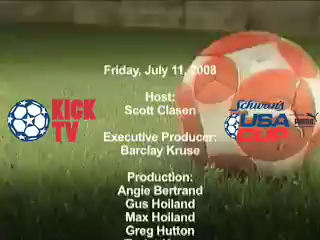 Friday, July 11, 2008
Host:
Scott Clasen
KICK
TV
Schwan's
USA
CUP
PUMA
Executive Producer:
Barclay Kruse
Production:
Angie Bertrand
Gus Hoiland
Max Hoiland
Greg Hutton